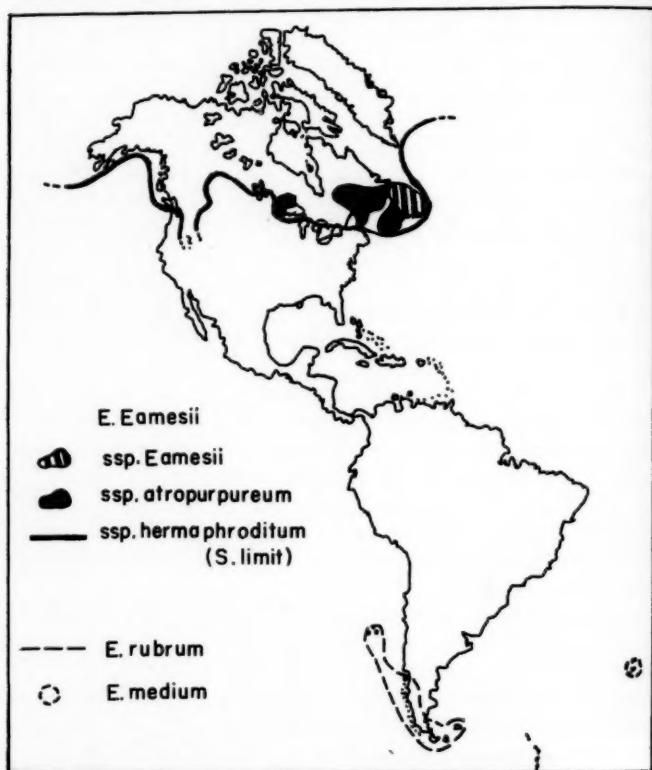 E. Eamesii
ssp. Eamesii
ssp. atropurpureum
ssp. hermaphroditum
(S. limit)
E. rubrum
E. medium